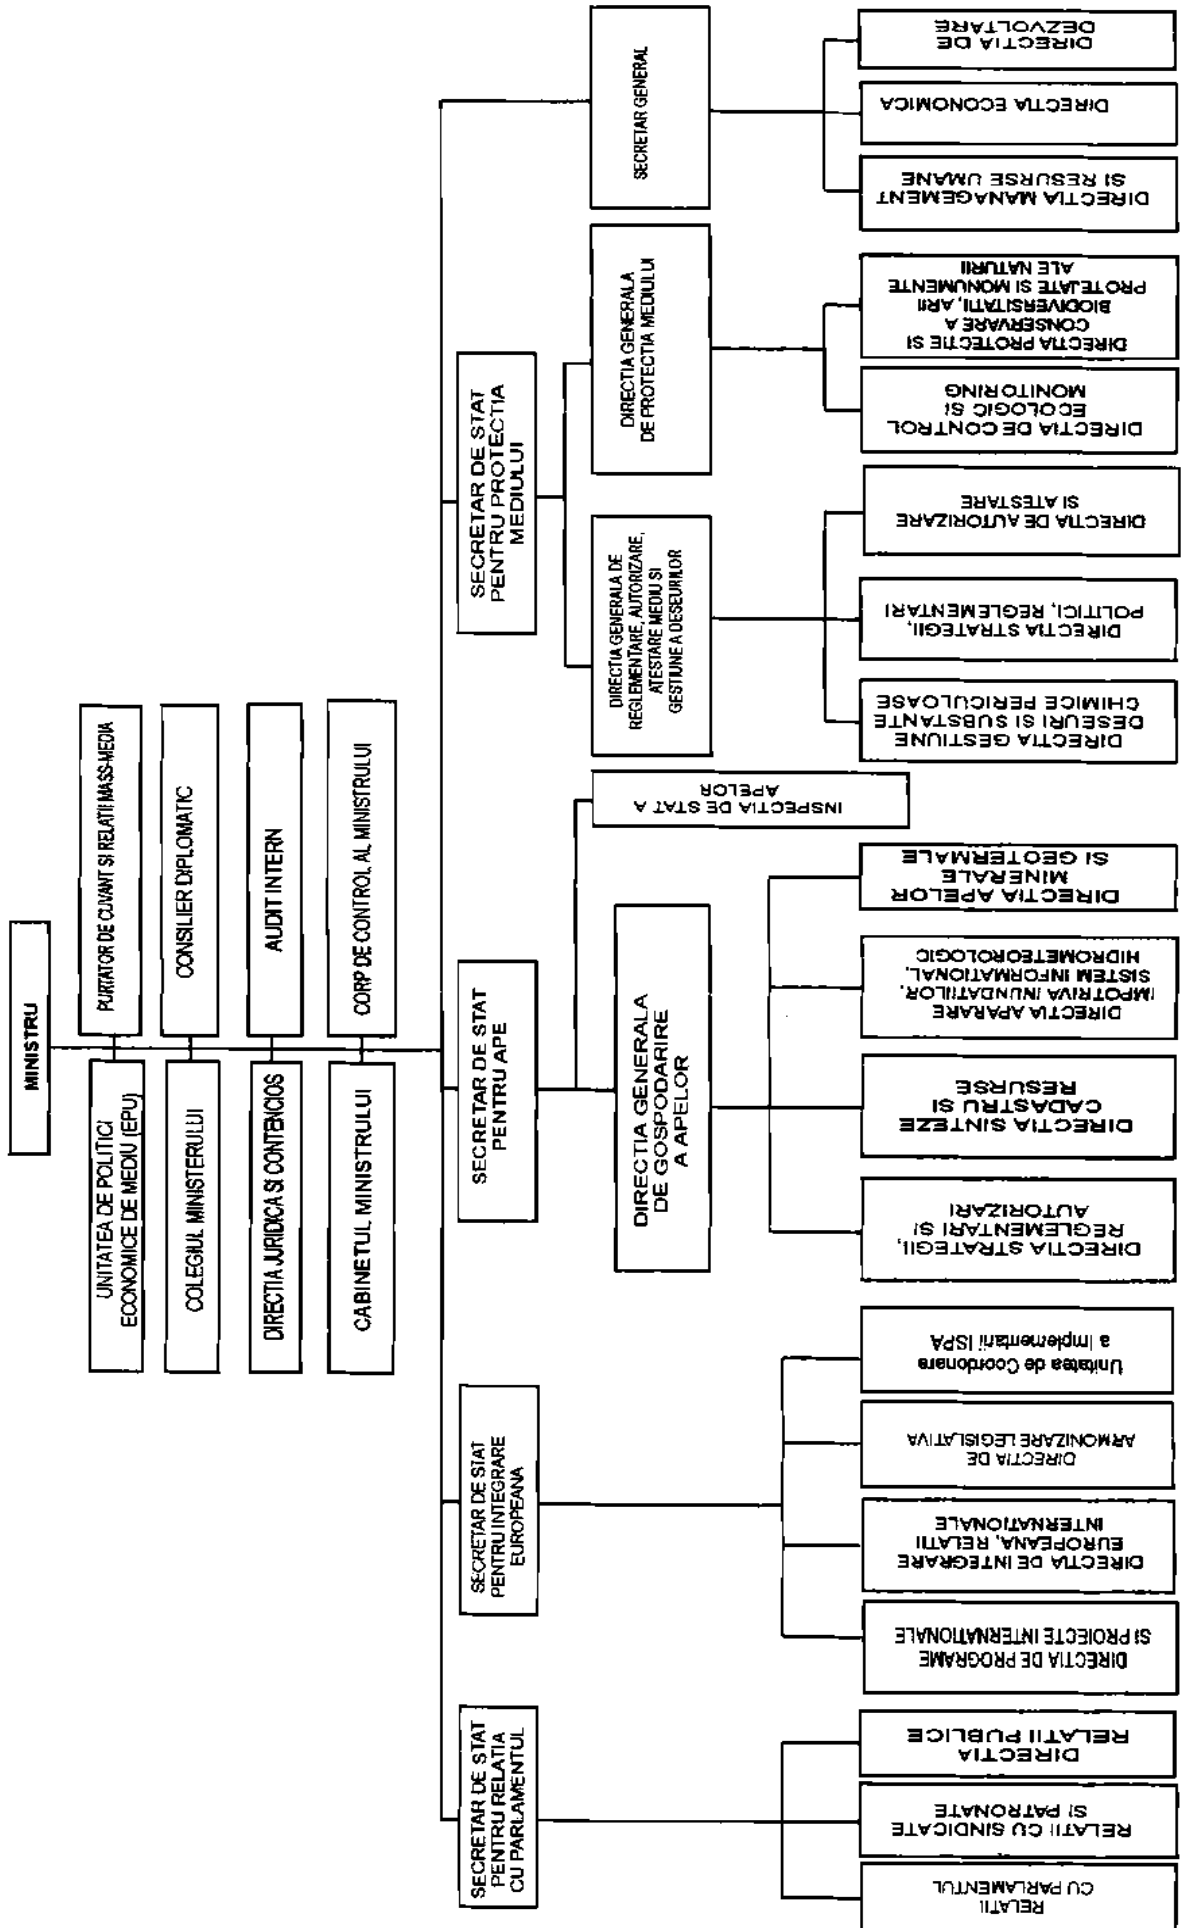 MINISTRU
UNITATEA DE POLITICI
ECONOMICE DE MEDIU (EPU)
PURTATOR DE CUVANT SI RELATII MASS-MEDIA
COLEGIUL MINISTERULUI
CONSILIER DIPLOMATIC
DIRECTIA JURIDICA SI CONTENCIOS
AUDIT INTERN
CABINETUL MINISTRULUI
CORP DE CONTROL AL MINISTRULUI
SECRETAR DE STAT
PENTRU RELATIA
CU PARLAMENTUL
SECRETAR DE STAT
PENTRU INTEGRARE
EUROPEANA
SECRETAR DE STAT
PENTRU APE
SECRETAR DE STAT
PENTRU PROTECTIA
MEDIULUI
DIRECTIA GENERALA
DE GOSPODARIRE
A APELOR
INSPECTIA DE STAT A
APELOR
DIRECTIA GENERALA DE
REGLEMENTARE, AUTORIZARE,
ATESTARE MEDIU SI
GESTIUNE A DESEURILOR
DIRECTIA GENERALA
DE PROTECTIA MEDIULUI
SECRETAR GENERAL
RELATII
CU PARLAMENTUL
RELATII CU SINDICATE
SI PATRONATE
DIRECTIA
RELATII PUBLICE
DIRECTIA DE PROGRAME
SI PROIECTE INTERNATIONALE
DIRECTIA DE INTEGRARE
EUROPEANA, RELATII
INTERNATIONALE
DIRECTIA DE
ARMONIZARE LEGISLATIVA
Unitatea de Coordonare
a Implementarii ISPA
DIRECTIA STRATEGII,
REGLEMENTARI SI
AUTORIZARI
DIRECTIA SINTEZE
CADASTRU SI
RESURSE
DIRECTIA APARARE
IMPOTRIVA INUNDATIILOR,
SISTEM INFORMATIONAL,
HIDROMETEOROLOGIC
DIRECTIA APELOR
MINERALE
SI GEOTERMALE
DIRECTIA GESTIUNE
DESEURI SI SUBSTANTE
CHIMICE PERICULOASE
DIRECTIA STRATEGII,
POLITICI, REGLEMENTARI
DIRECTIA DE AUTORIZARE
SI ATESTARE
DIRECTIA DE CONTROL
ECOLOGIC SI
MONITORING
DIRECTIA PROTECTIE SI
CONSERVARE A
BIODIVERSITATII, ARII
PROTEJATE SI MONUMENTE
ALE NATURII
DIRECTIA MANAGEMENT
SI RESURSE UMANE
DIRECTIA ECONOMICA
DIRECTIA DE
DEZVOLTARE